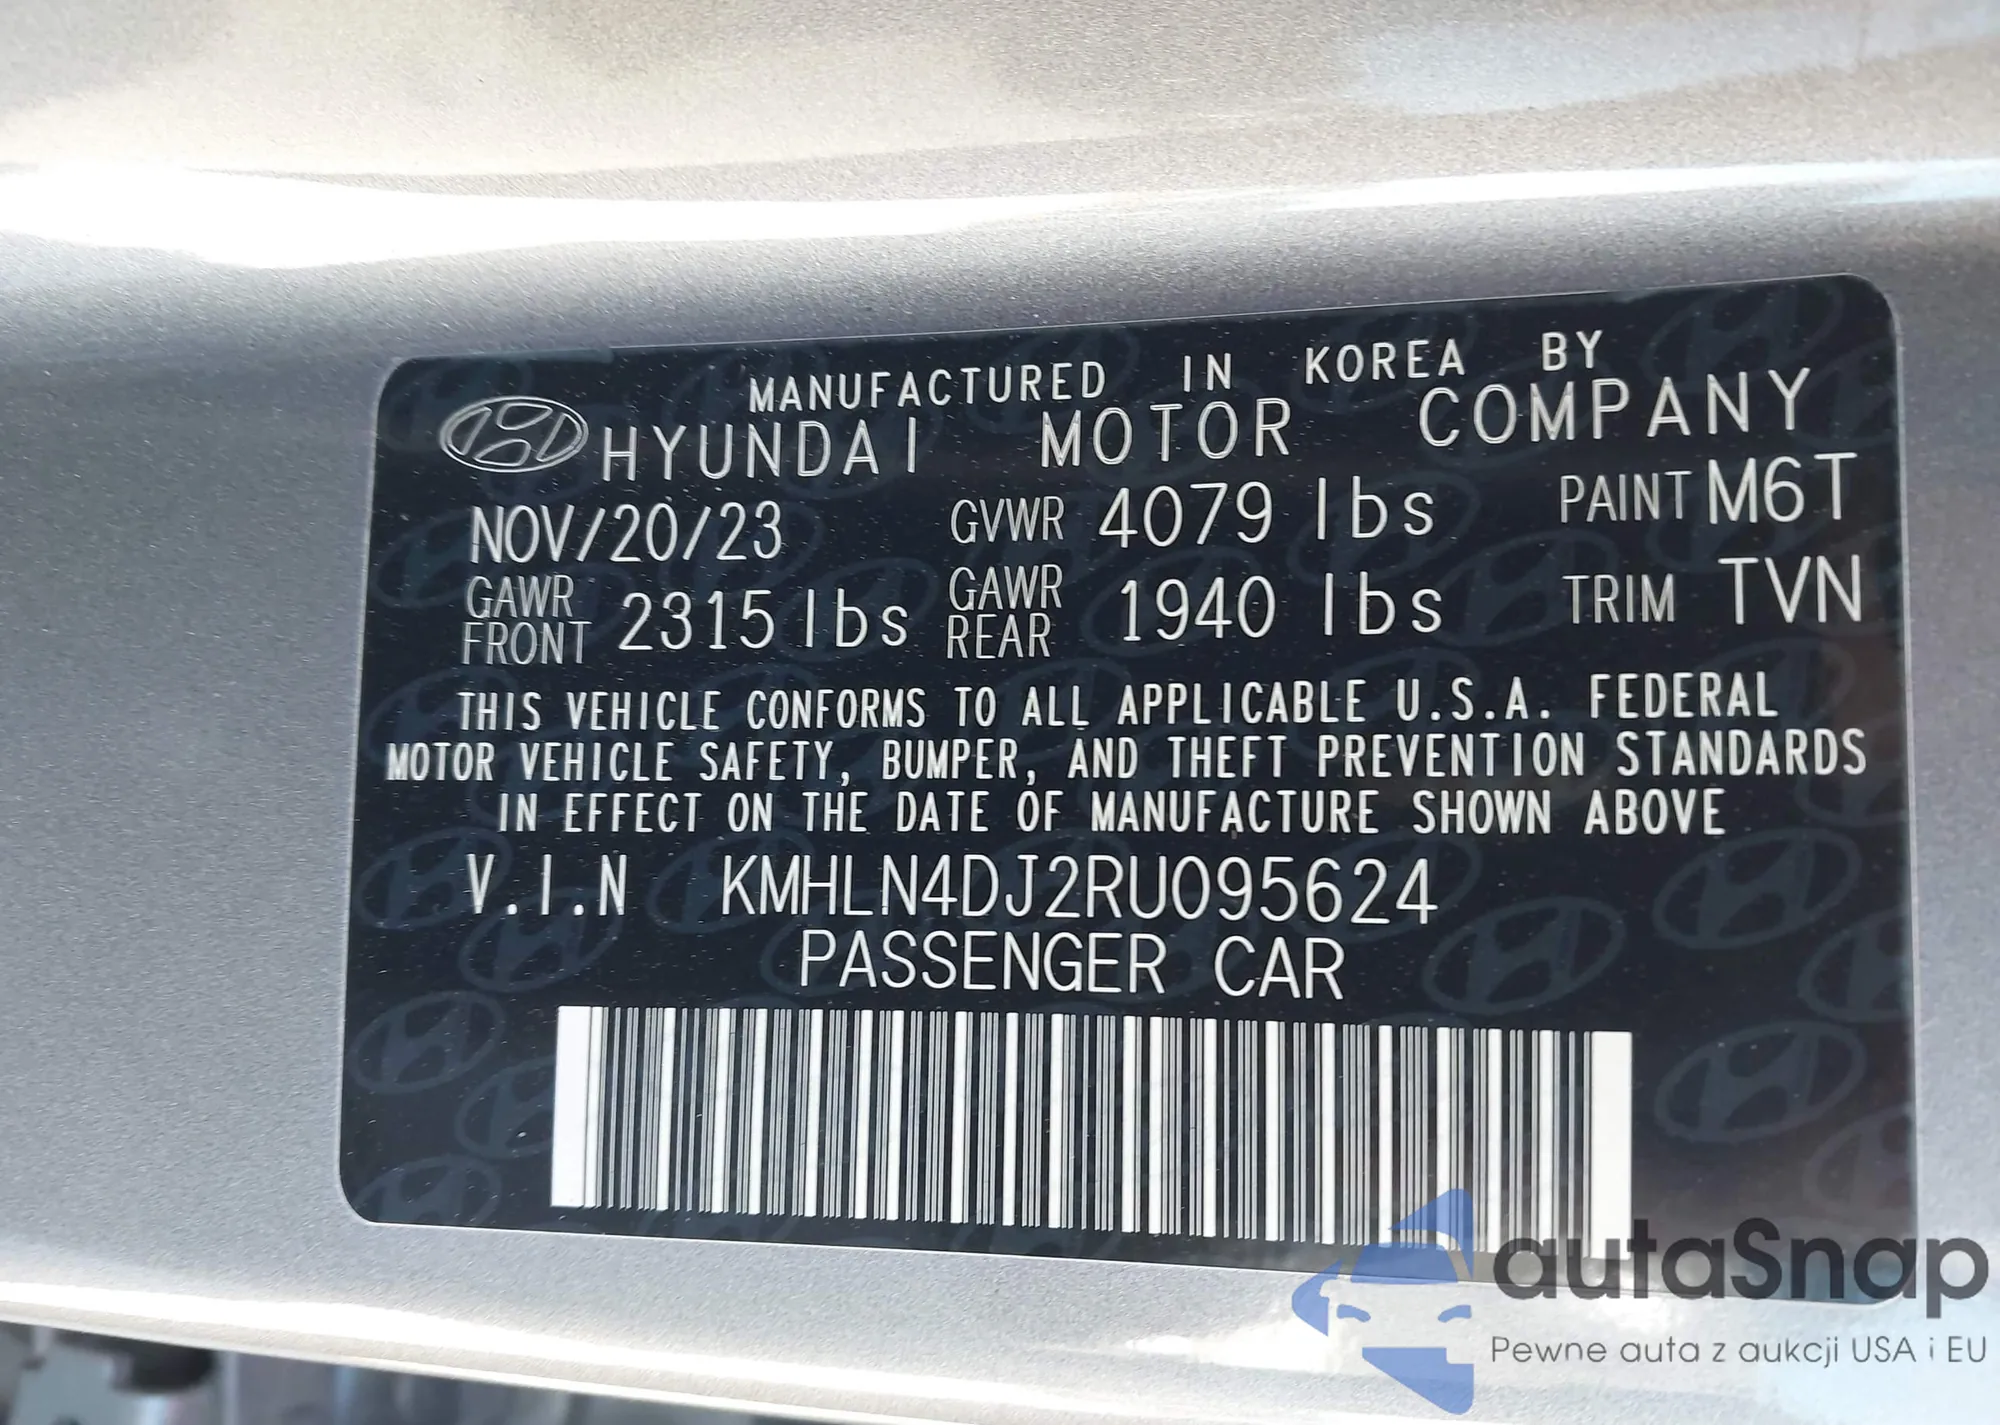 MANUFACTURED IN KOREA BY
HYUNDAI MOTOR COMPANY
NOV/20/23 GVWR 4079 lbs PAINT M6T
GAWR FRONT 2315 lbs GAWR REAR 1940 lbs TRIM TVN
THIS VEHICLE CONFORMS TO ALL APPLICABLE U.S.A. FEDERAL
MOTOR VEHICLE SAFETY, BUMPER, AND THEFT PREVENTION STANDARDS
IN EFFECT ON THE DATE OF MANUFACTURE SHOWN ABOVE
V.I.N KMHLN4DJ2RU095624
PASSENGER CAR
autaSnap
Pewne auta z aukcji USA i EU